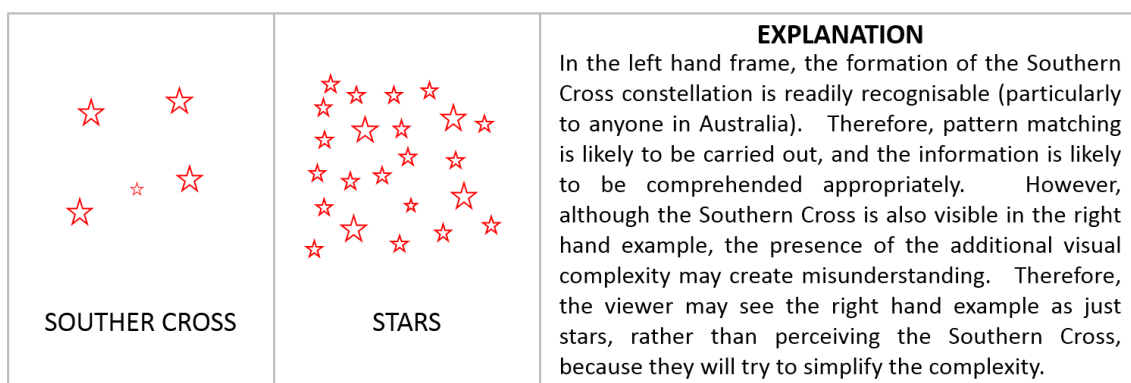 SOUTHER CROSS
STARS
EXPLANATION
In the left hand frame, the formation of the Southern
Cross constellation is readily recognisable (particularly
to anyone in Australia). Therefore, pattern matching
is likely to be carried out, and the information is likely
to be comprehended appropriately. However,
although the Southern Cross is also visible in the right
hand example, the presence of the additional visual
complexity may create misunderstanding. Therefore,
the viewer may see the right hand example as just
stars, rather than perceiving the Southern Cross,
because they will try to simplify the complexity.